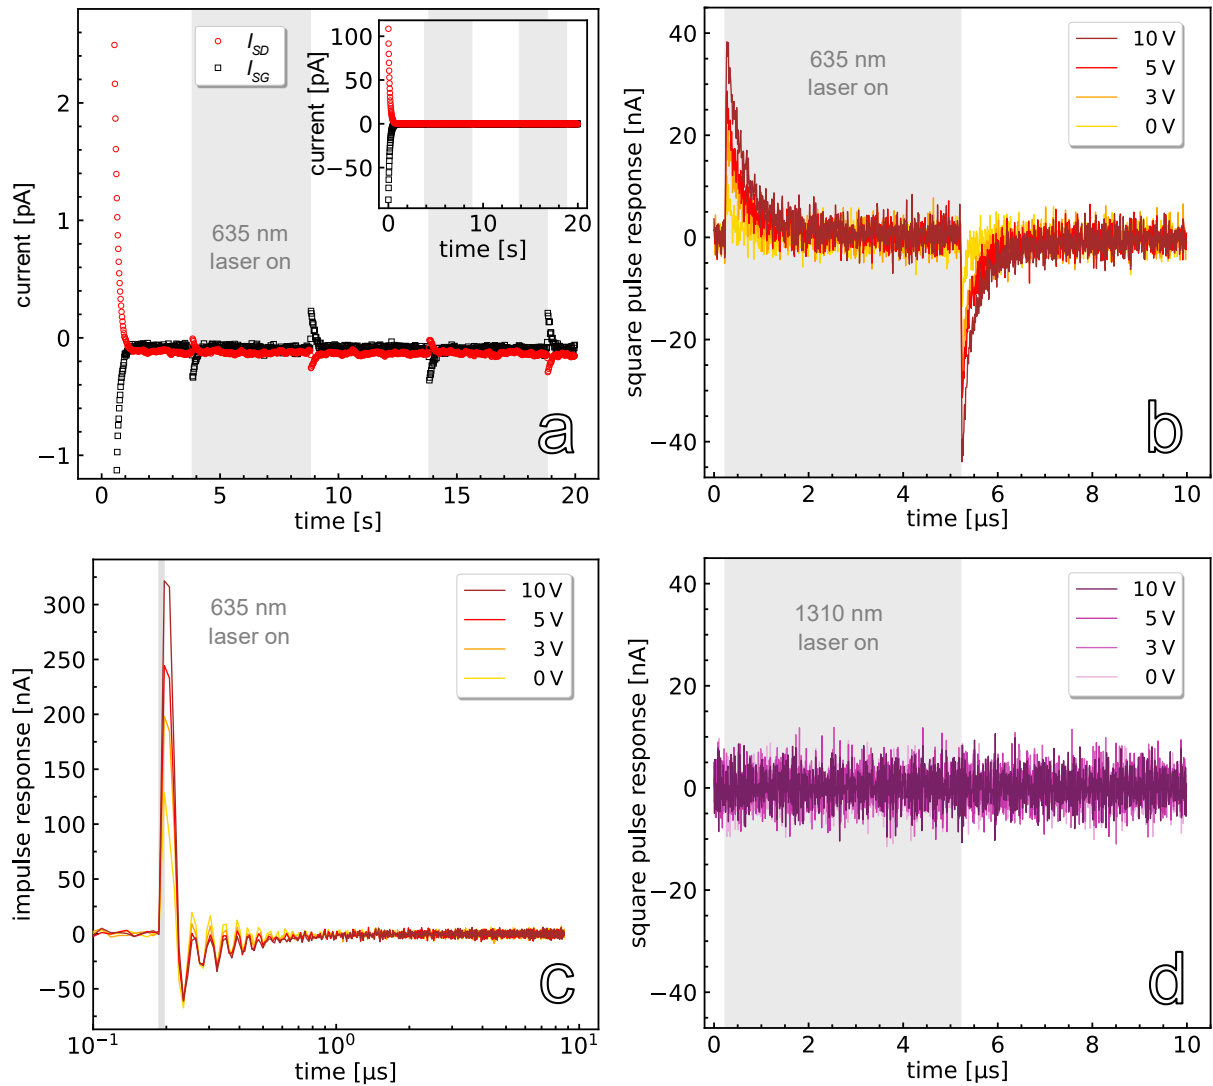 I_SD
I_SG
635 nm
laser on
current [pA]
2
1
0
−1
0
5
10
15
20
time [s]
a
current [pA]
100
50
0
−50
0
10
20
time [s]
635 nm
laser on
10 V
5 V
3 V
0 V
square pulse response [nA]
40
20
0
−20
−40
0
2
4
6
8
10
time [µs]
b
635 nm
laser on
10 V
5 V
3 V
0 V
impulse response [nA]
300
250
200
150
100
50
0
−50
10⁻¹
10⁰
10¹
time [µs]
c
1310 nm
laser on
10 V
5 V
3 V
0 V
square pulse response [nA]
40
20
0
−20
−40
0
2
4
6
8
10
time [µs]
d